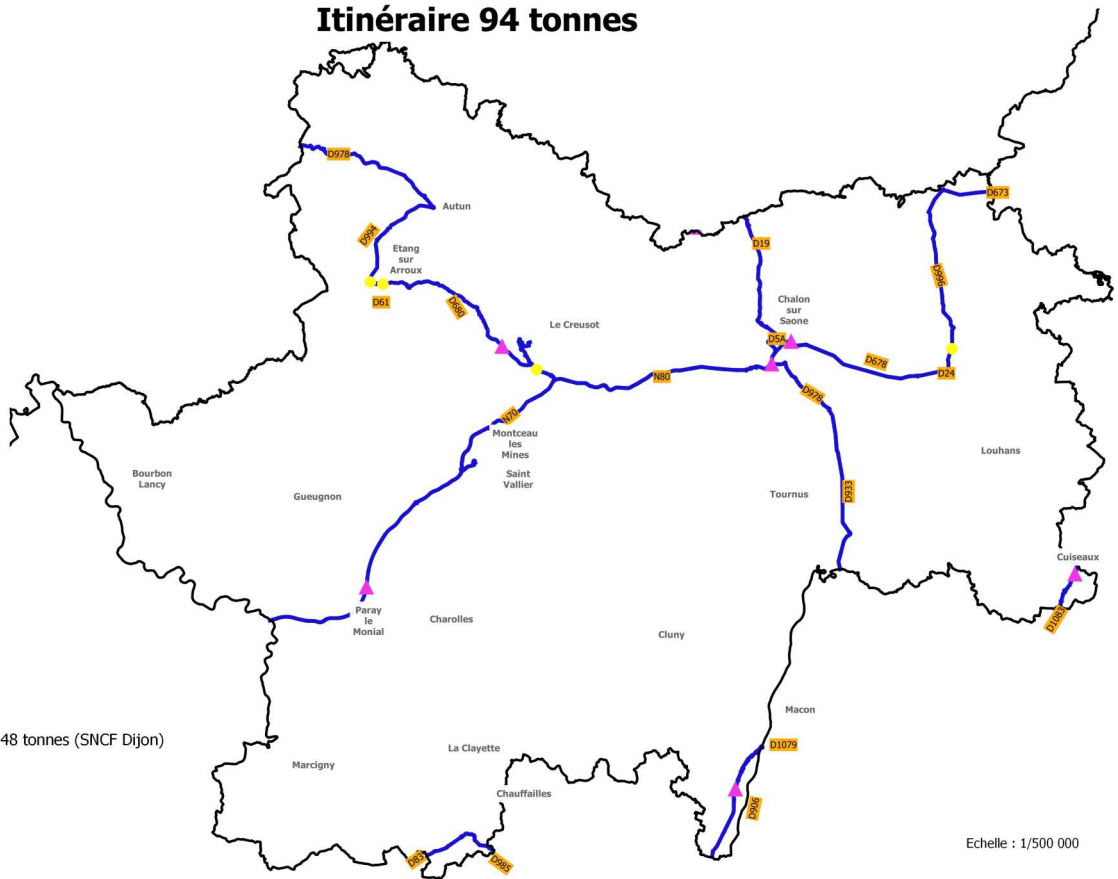 Itinéraire 94 tonnes
D978
D673
Autun
D994
D19
Etang
sur
Arroux
D996
D61
D680
Chalon
sur
Saone
Le Creusot
D5A
D678
D24
N80
D978
N70
Montceau
les
Mines
Louhans
Bourbon
Lancy
Saint
Vallier
Gueugnon
Tournus
D933
Cuiseaux
Paray
le
Monial
Charolles
D1083
Cluny
Macon
48 tonnes (SNCF Dijon)
La Clayette
D1079
Marcigny
Chauffailles
D906
Echelle : 1/500 000
D83
D985